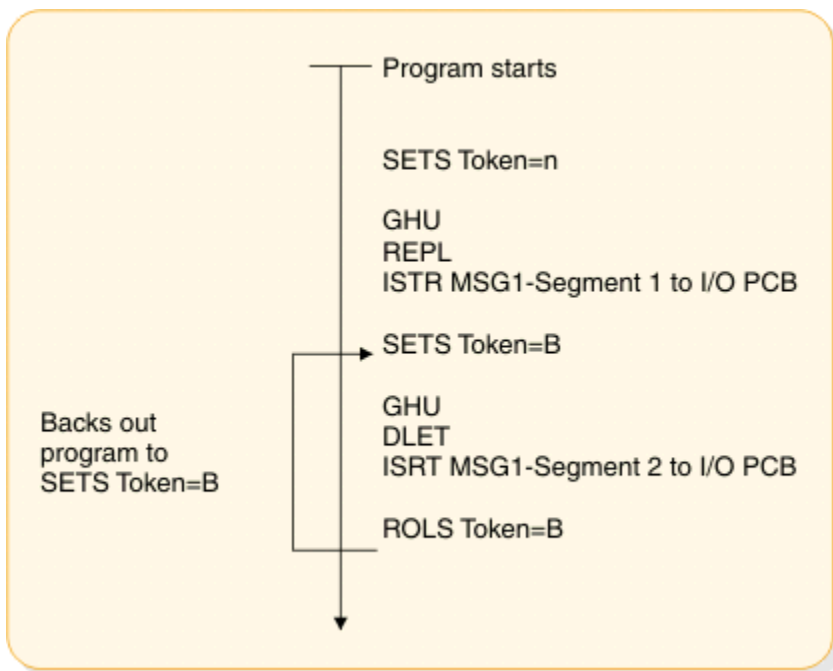 Program starts
SETS Token=n
GHU
REPL
ISTR MSG1-Segment 1 to I/O PCB
SETS Token=B
GHU
DLET
ISRT MSG1-Segment 2 to I/O PCB
ROLS Token=B
Backs out
program to
SETS Token=B